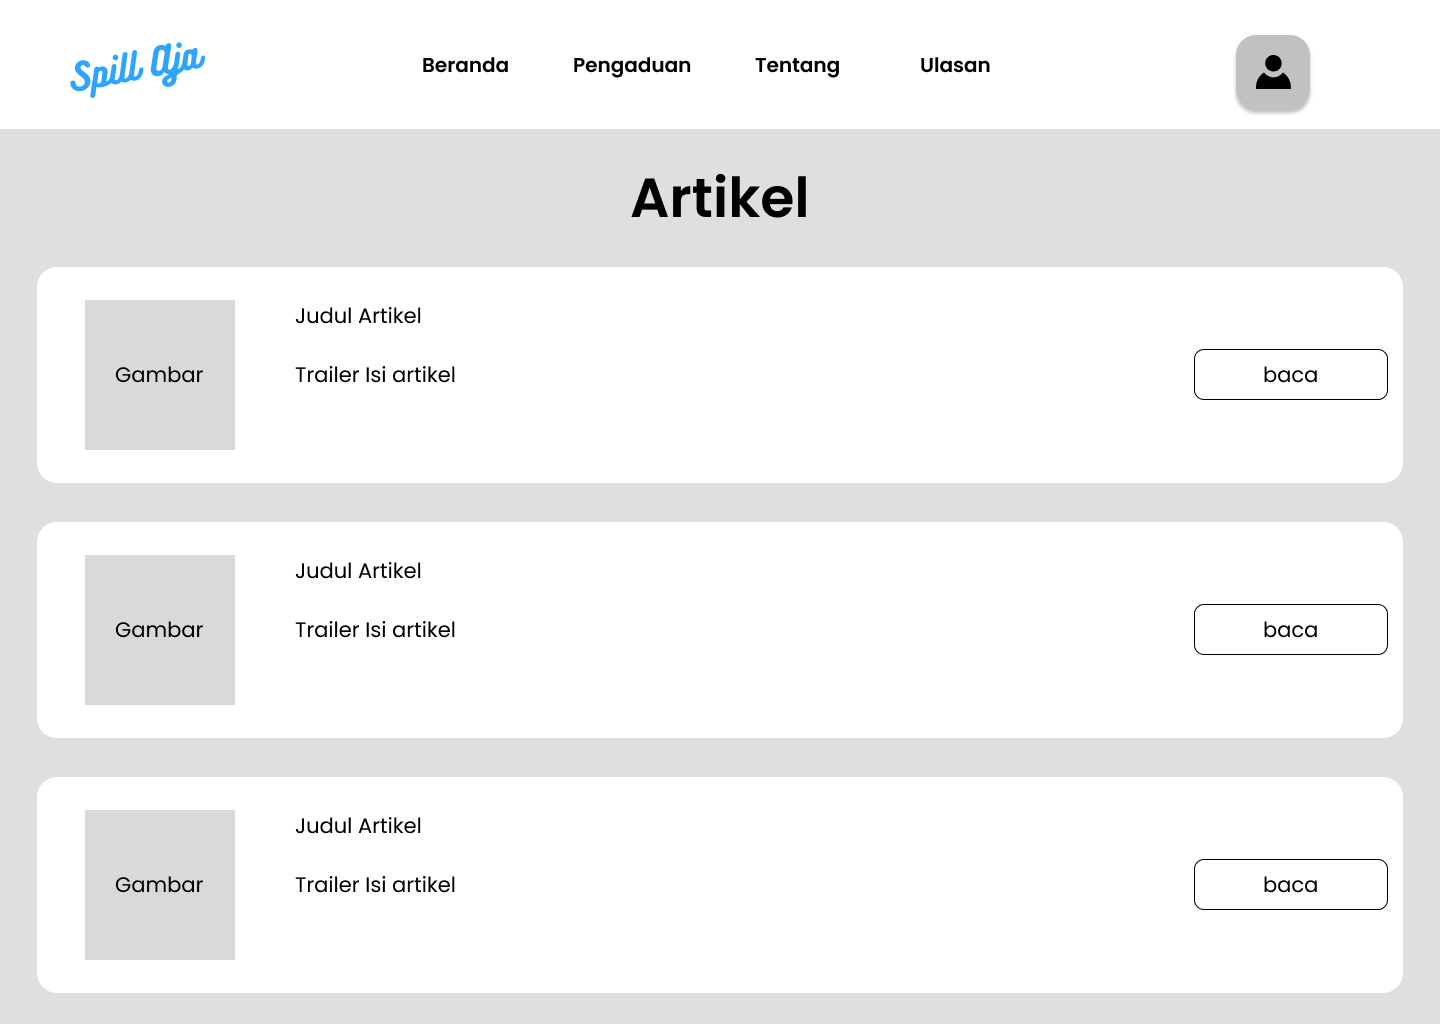 Spill Aja
Beranda Pengaduan Tentang Ulasan
Artikel
Judul Artikel
Gambar Trailer Isi artikel baca
Judul Artikel
Gambar Trailer Isi artikel baca
Judul Artikel
Gambar Trailer Isi artikel baca